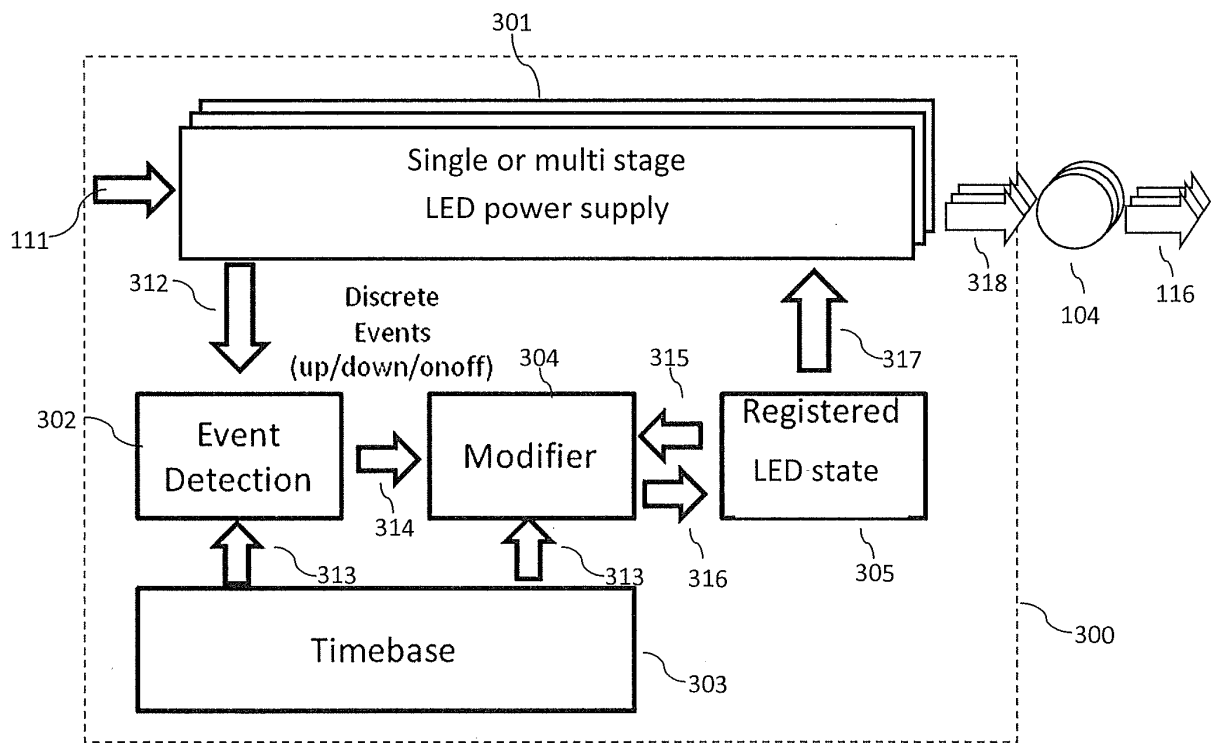 301
Single or multi stage
LED power supply
111
318
104
116
312
Discrete
Events
(up/down/onoff)
304
315
317
302
Event
Detection
Modifier
Registered
LED state
314
316
305
313
313
Timebase
303
300